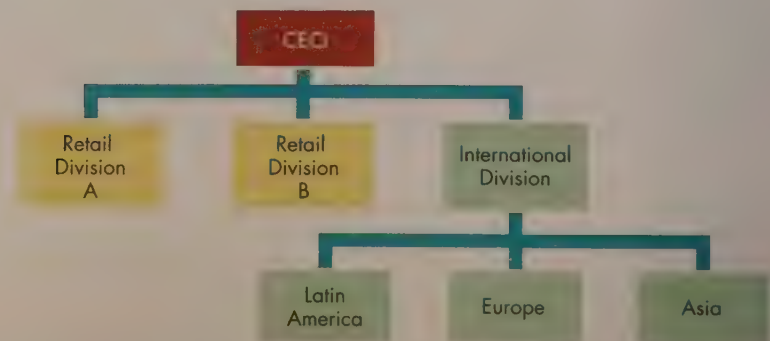 CEO
Retail
Division
A
Retail
Division
B
International
Division
Latin
America
Europe
Asia